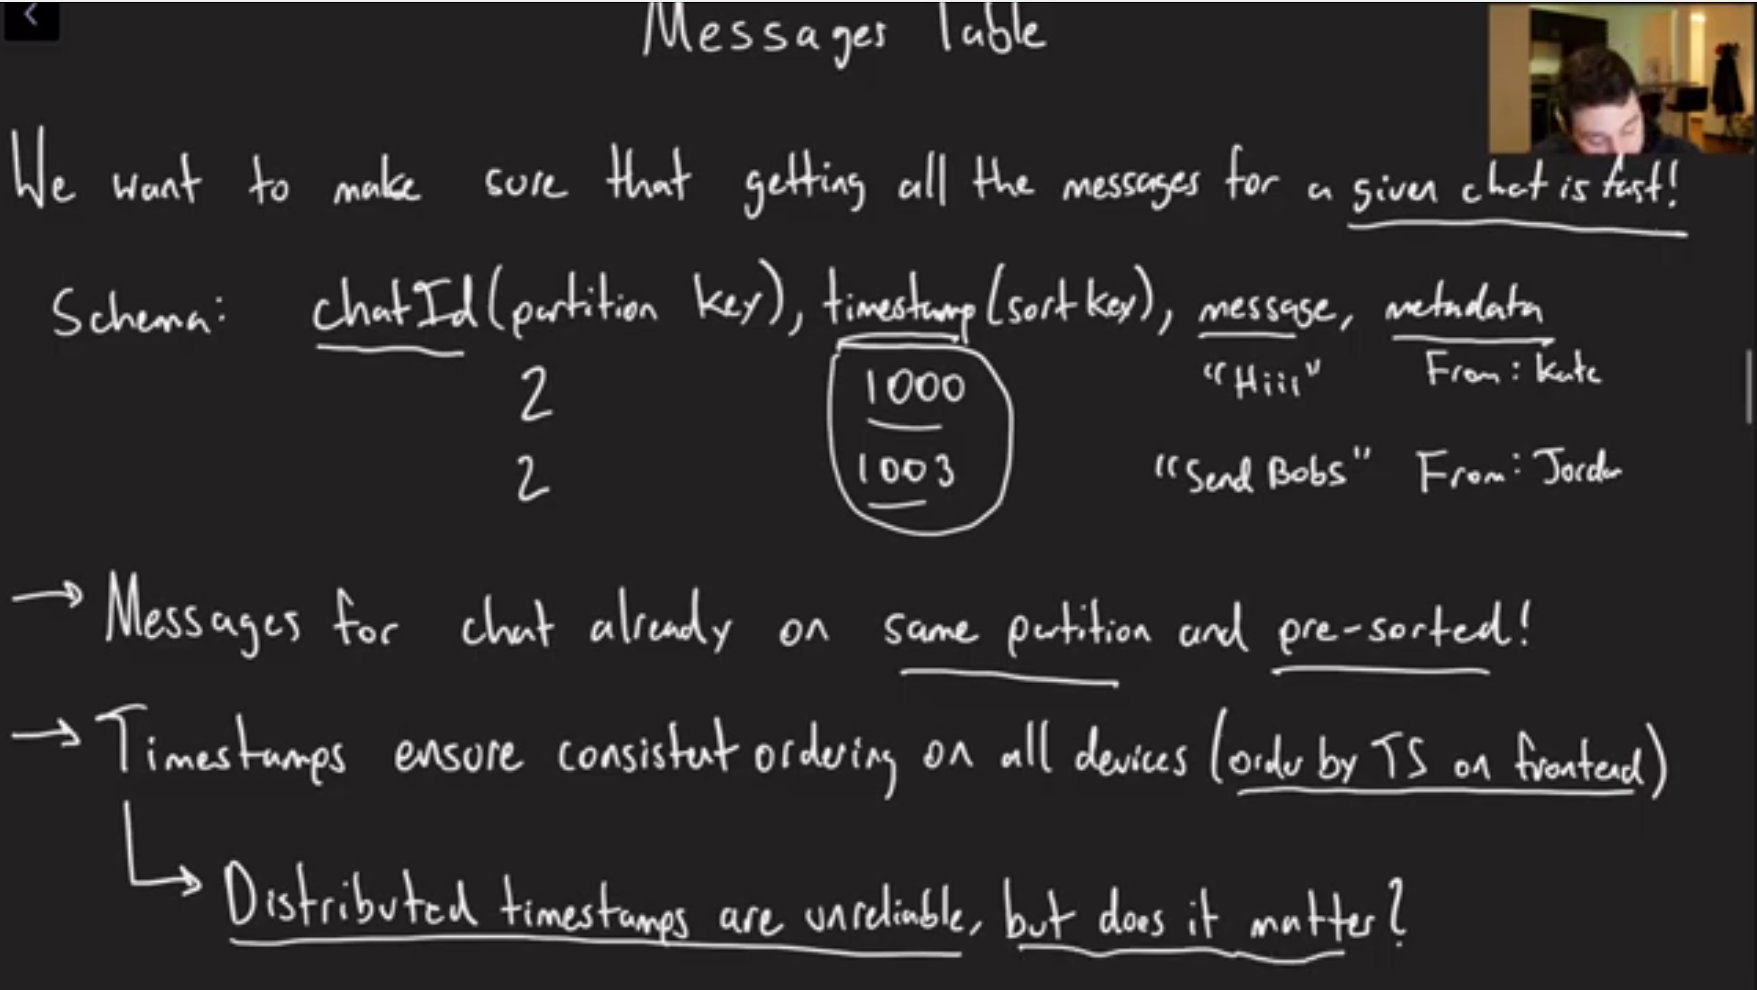 Messages Table
We want to make sure that getting all the messages for a given chat is fast!
Schema: chatId (partition key), timestamp (sort key), message, metadata
2 1000 "Hiii" From: Kate
2 1003 "Send Bobs" From: Jordan
→ Messages for chat already on same partition and pre-sorted!
→ Timestamps ensure consistent ordering on all devices (order by TS on frontend)
↳ Distributed timestamps are unreliable, but does it matter?